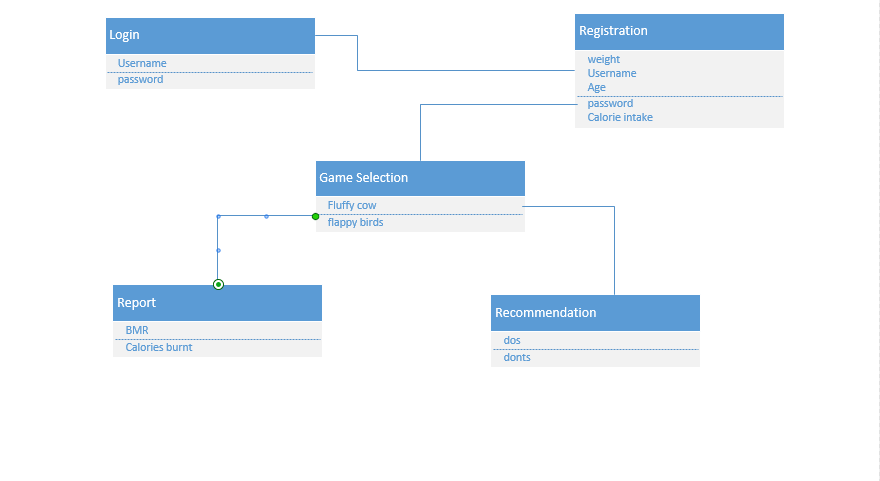 Login
Username
password
Registration
weight
Username
Age
password
Calorie intake
Game Selection
Fluffy cow
flappy birds
Report
BMR
Calories burnt
Recommendation
dos
donts